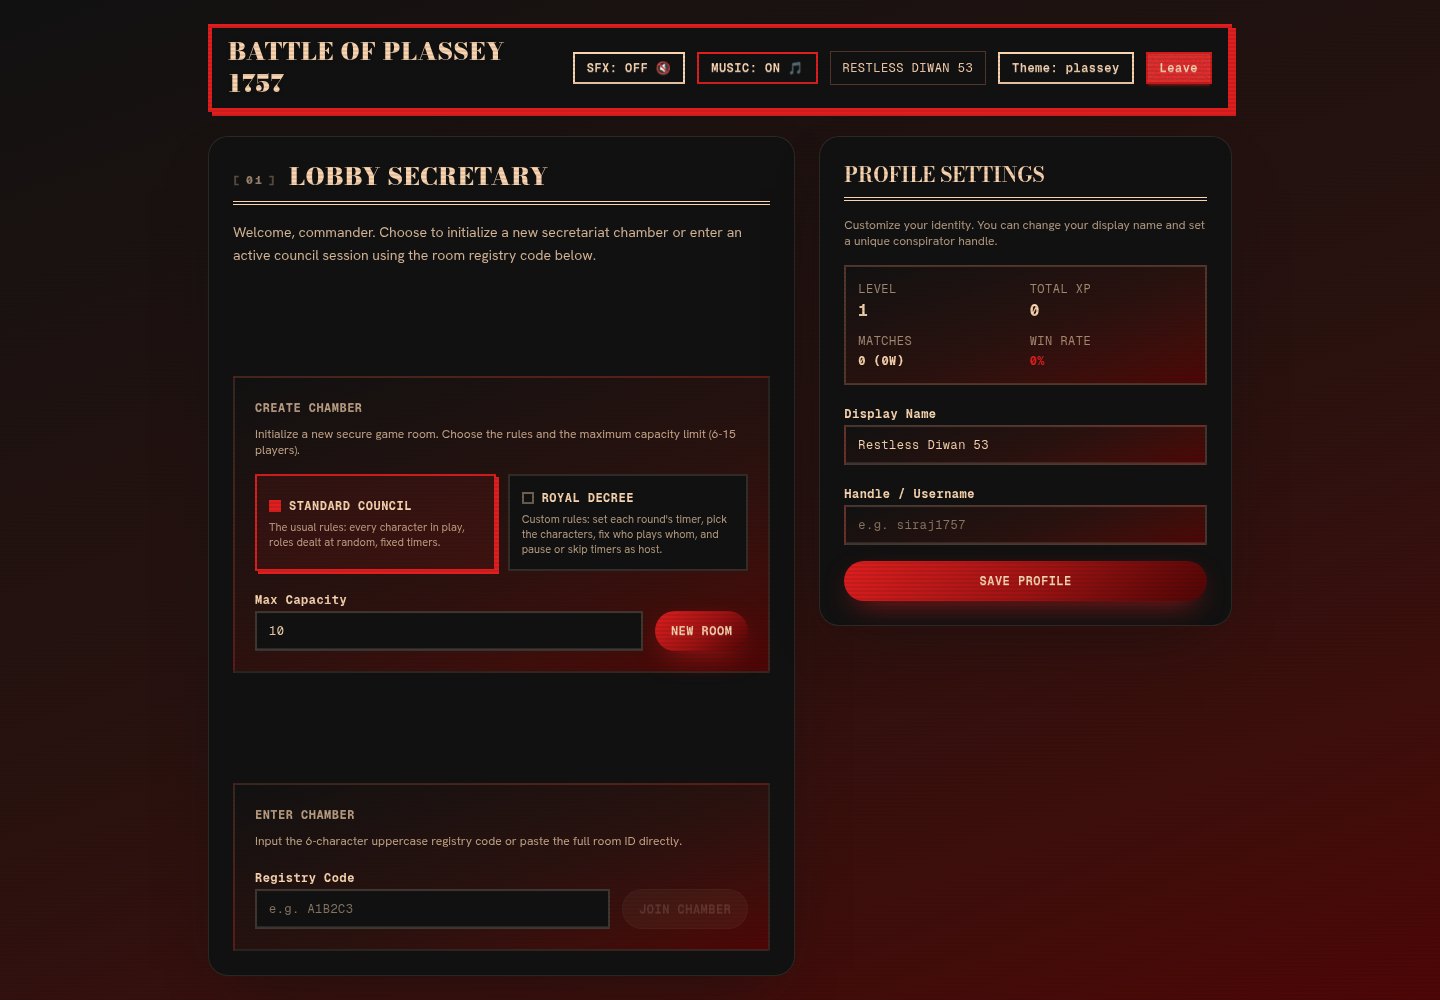 BATTLE OF PLASSEY
1757
SFX: OFF 🔇
MUSIC: ON 🎵
RESTLESS DIWAN 53
Theme: plassey
Leave
[ 01 ] LOBBY SECRETARY
Welcome, commander. Choose to initialize a new secretariat chamber or enter an
active council session using the room registry code below.
CREATE CHAMBER
Initialize a new secure game room. Choose the rules and the maximum capacity limit (6-15
players).
STANDARD COUNCIL
The usual rules: every character in play,
roles dealt at random, fixed timers.
ROYAL DECREE
Custom rules: set each round's timer, pick
the characters, fix who plays whom, and
pause or skip timers as host.
Max Capacity
10
NEW ROOM
ENTER CHAMBER
Input the 6-character uppercase registry code or paste the full room ID directly.
Registry Code
e.g. A1B2C3
JOIN CHAMBER
PROFILE SETTINGS
Customize your identity. You can change your display name and set
a unique conspirator handle.
LEVEL
1
TOTAL XP
0
MATCHES
0 (0W)
WIN RATE
0%
Display Name
Restless Diwan 53
Handle / Username
e.g. siraj1757
SAVE PROFILE